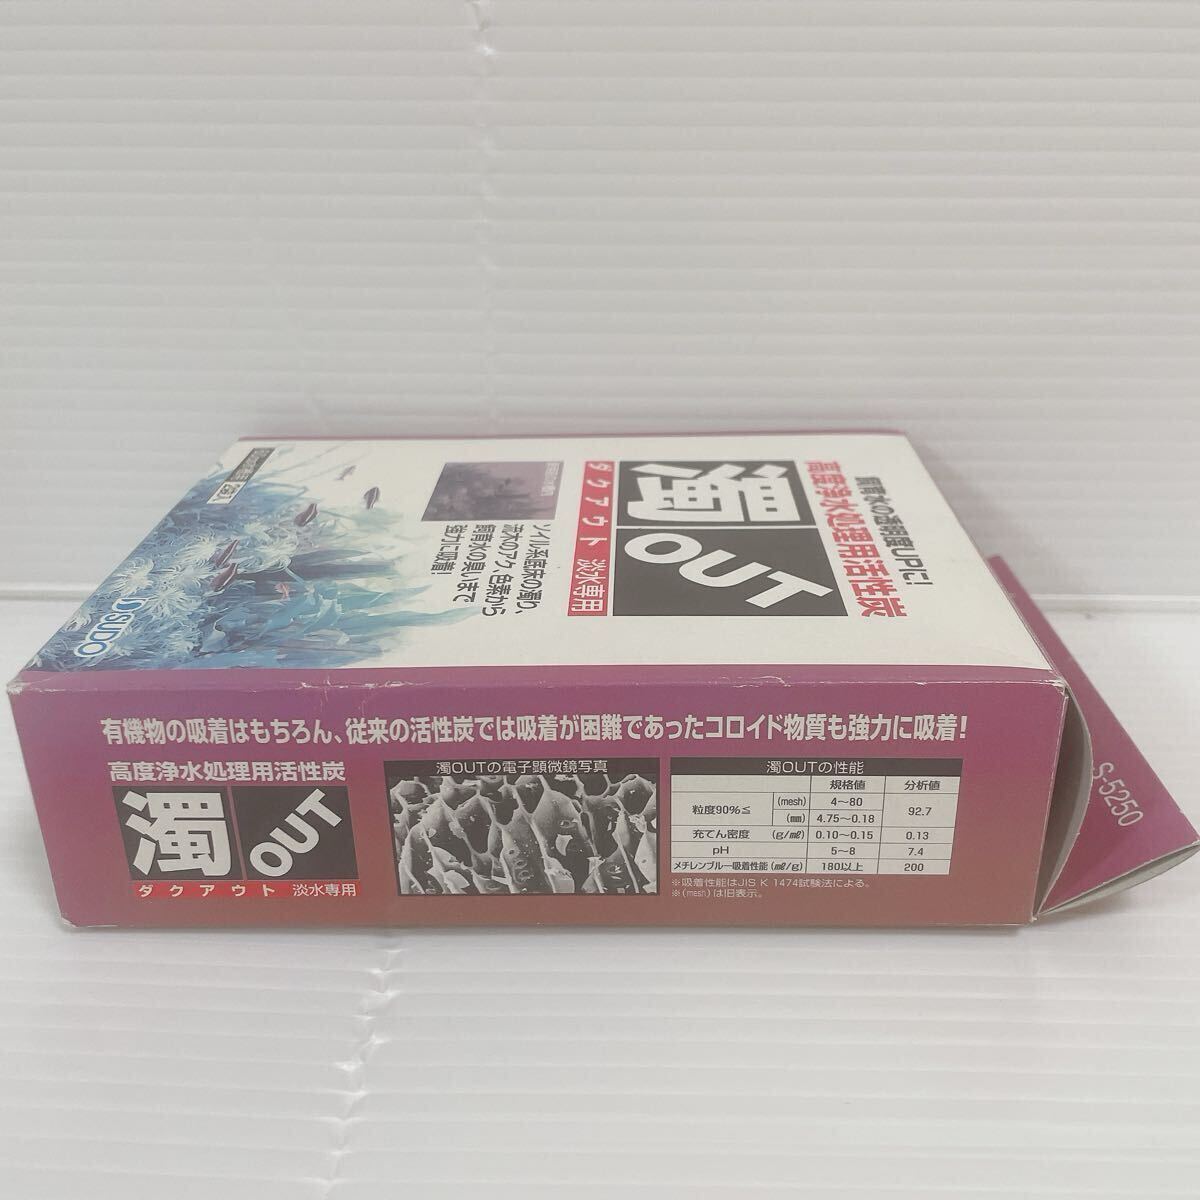 飼育水の透明度UPに!
高度浄水処理用活性炭
濁OUT
ダクアウト 淡水専用
ソイル系底床の濁り、
流木のアク、色素から
飼育水の臭いまで
強力に吸着!
SUDO
有機物の吸着はもちろん、従来の活性炭では吸着が困難であったコロイド物質も強力に吸着!
高度浄水処理用活性炭
濁OUT
ダクアウト 淡水専用
濁OUTの電子顕微鏡写真
濁OUTの性能
規格値 分析値
粒度90%≦ (mesh) 4〜80 92.7
(mm) 4.75〜0.18
充てん密度 (g/mℓ) 0.10〜0.15 0.13
pH 5〜8 7.4
メチレンブルー吸着性能(mℓ/g) 180以上 200
※吸着性能はJIS K 1474試験法による。
※(mesh)は旧表示。
S-5250